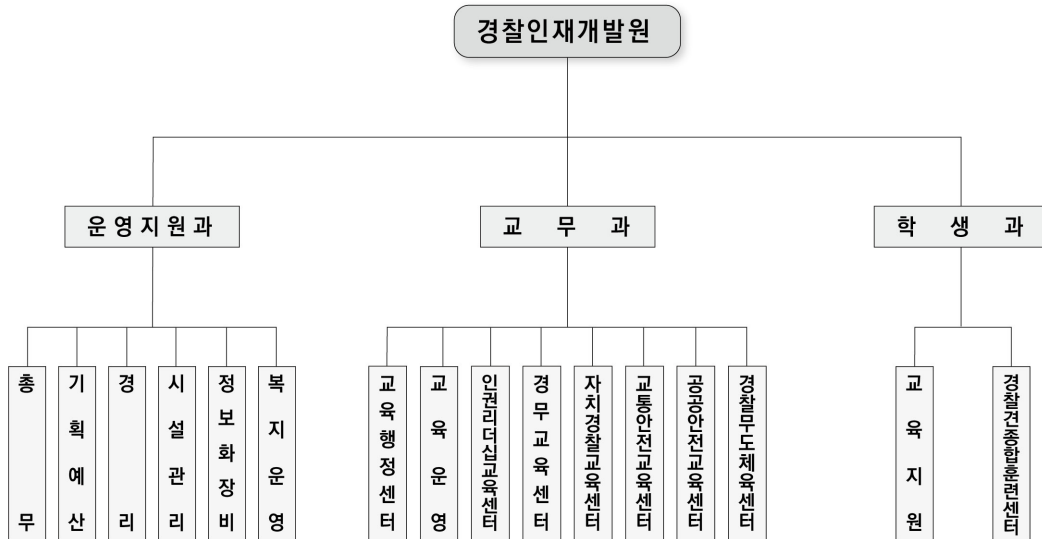 경찰인재개발원
운영지원과
교무과
학생과
총무
기획예산
경리
시설관리
정보화장비
복지운영
교육행정센터
교육운영
인권리더십교육센터
경무교육센터
자치경찰교육센터
교통안전교육센터
공공안전교육센터
경찰무도체육센터
교육지원
경찰견종합훈련센터